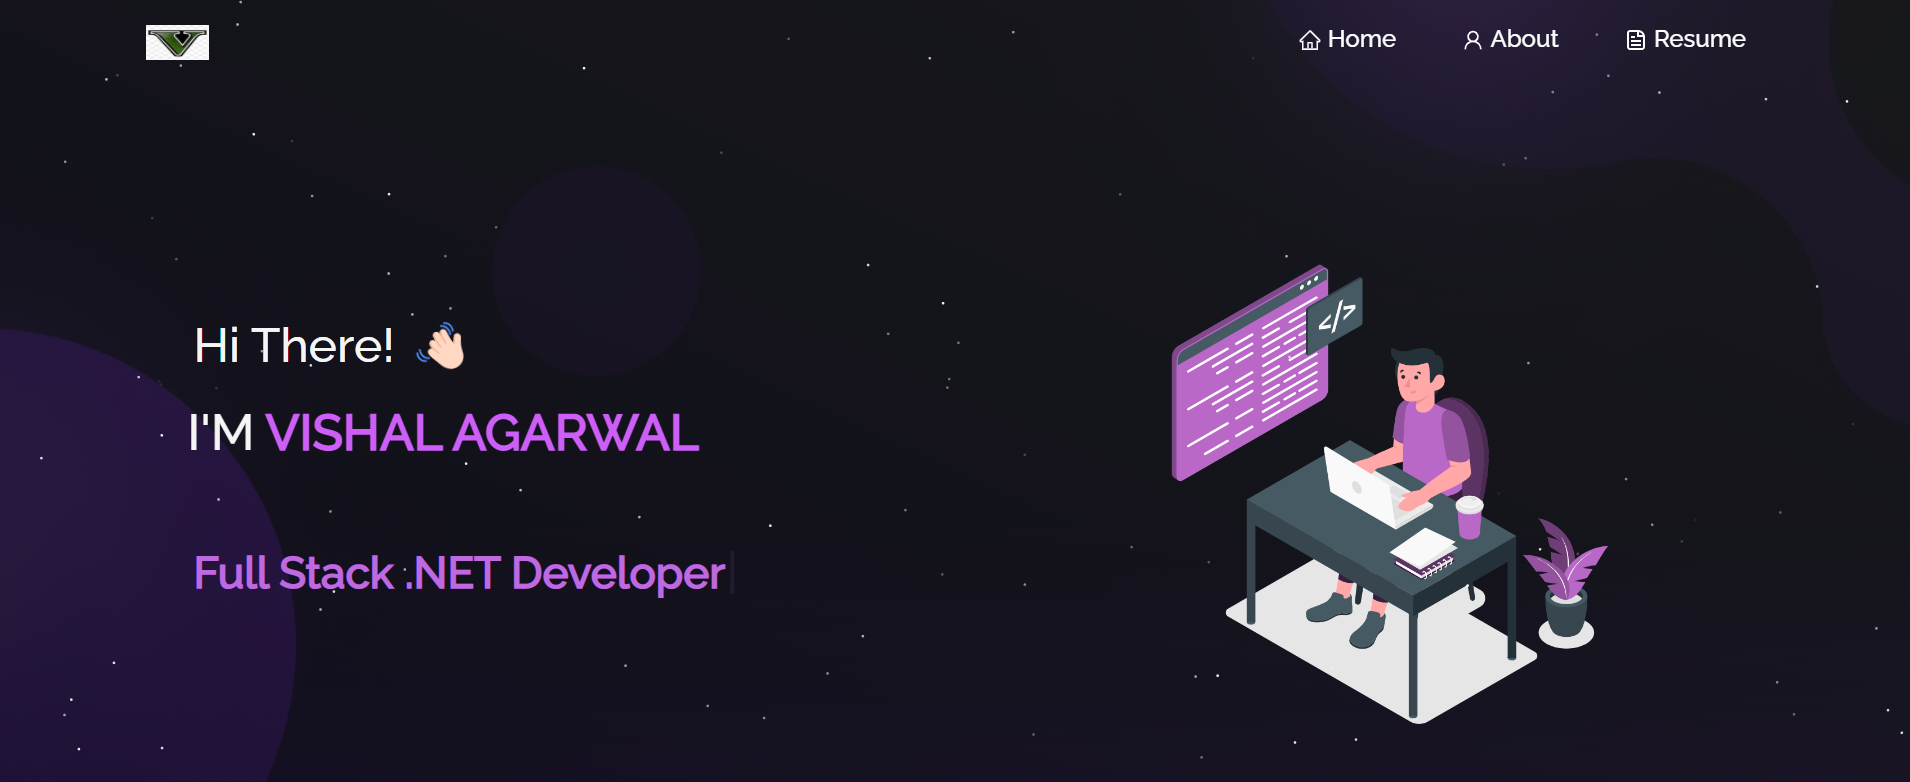 V
Home
About
Resume
Hi There! 👋🏻
I'M VISHAL AGARWAL
</>
Full Stack .NET Developer